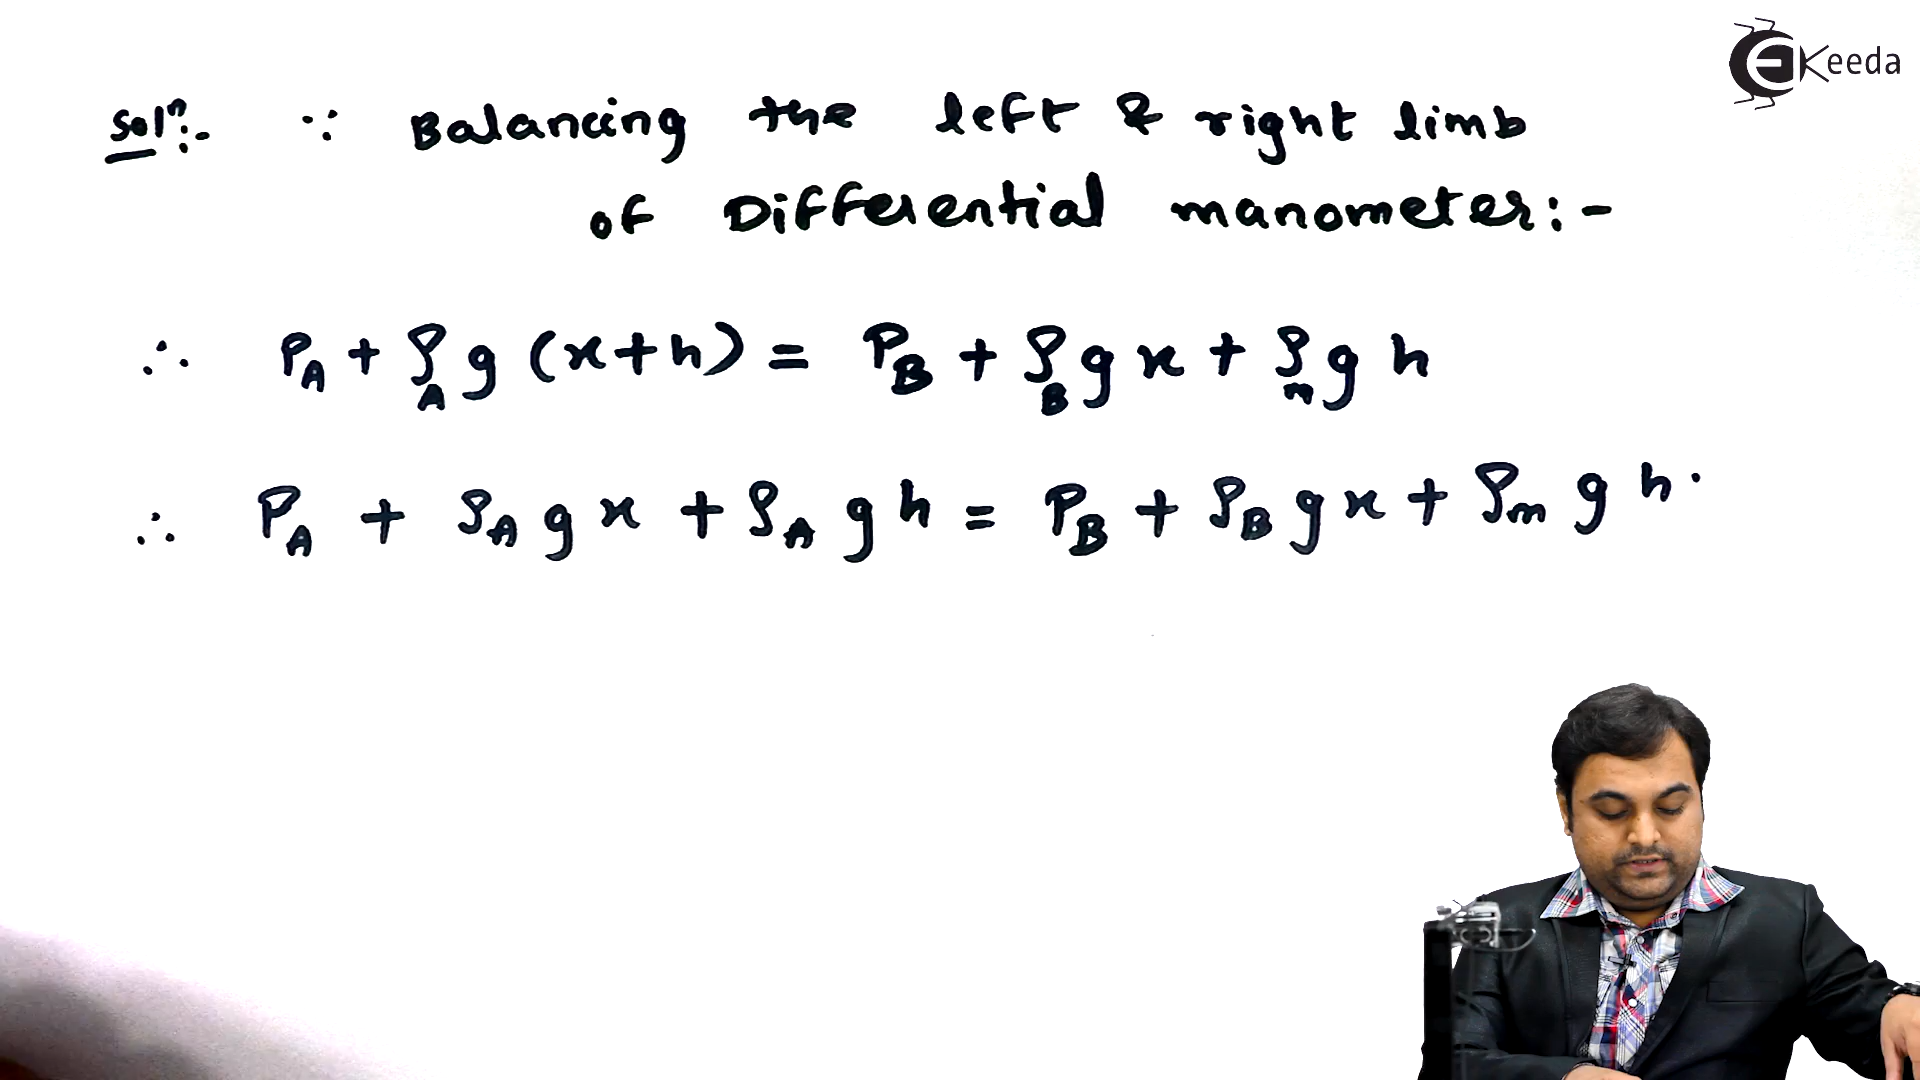 Ekeeda
Solⁿ:- ∵ Balancing the left & right limb
of Differential manometer:-
∴ P_A + ρ_A g (x+h) = P_B + ρ_B g x + ρ_m g h
∴ P_A + ρ_A g x + ρ_A g h = P_B + ρ_B g x + ρ_m g h.